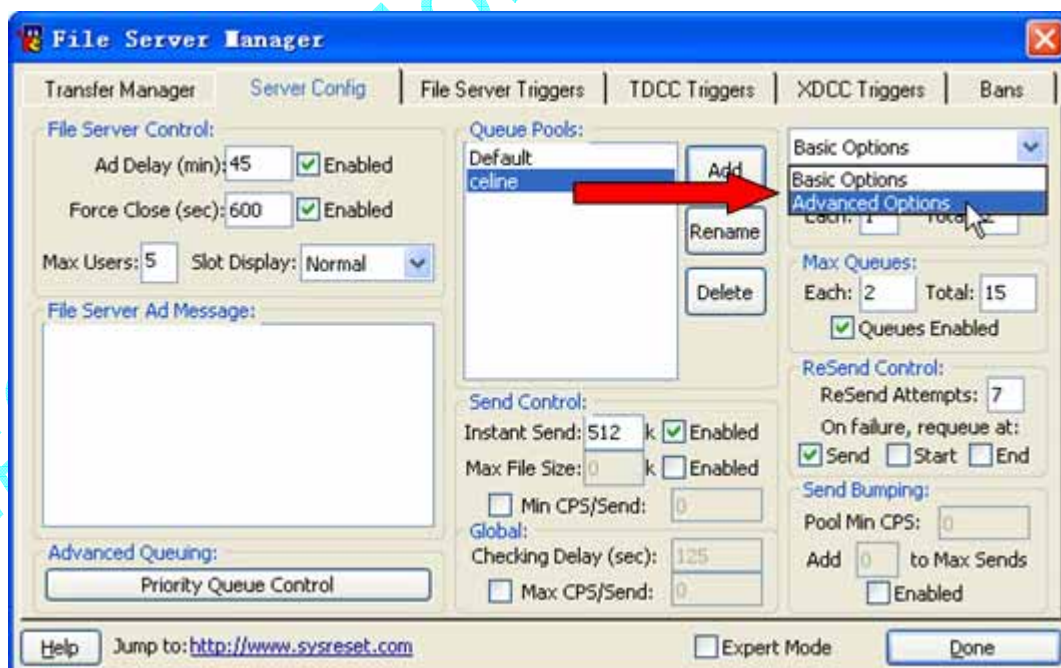 File Server Manager
Transfer Manager
Server Config
File Server Triggers
TDCC Triggers
XDCC Triggers
Bans
File Server Control:
Ad Delay (min): 45 Enabled
Force Close (sec): 600 Enabled
Max Users: 5 Slot Display: Normal
File Server Ad Message:
Advanced Queuing:
Priority Queue Control
Queue Pools:
Default
celine
Add
Rename
Delete
Send Control:
Instant Send: 512 k Enabled
Max File Size: 0 k Enabled
Min CPS/Send: 0
Global:
Checking Delay (sec): 125
Max CPS/Send: 0
Basic Options
Basic Options
Advanced Options
Each: 1 Total: 2
Max Queues:
Each: 2 Total: 15
Queues Enabled
ReSend Control:
ReSend Attempts: 7
On failure, requeue at:
Send Start End
Send Bumping:
Pool Min CPS: 0
Add 0 to Max Sends
Enabled
Help Jump to: http://www.sysreset.com Expert Mode Done